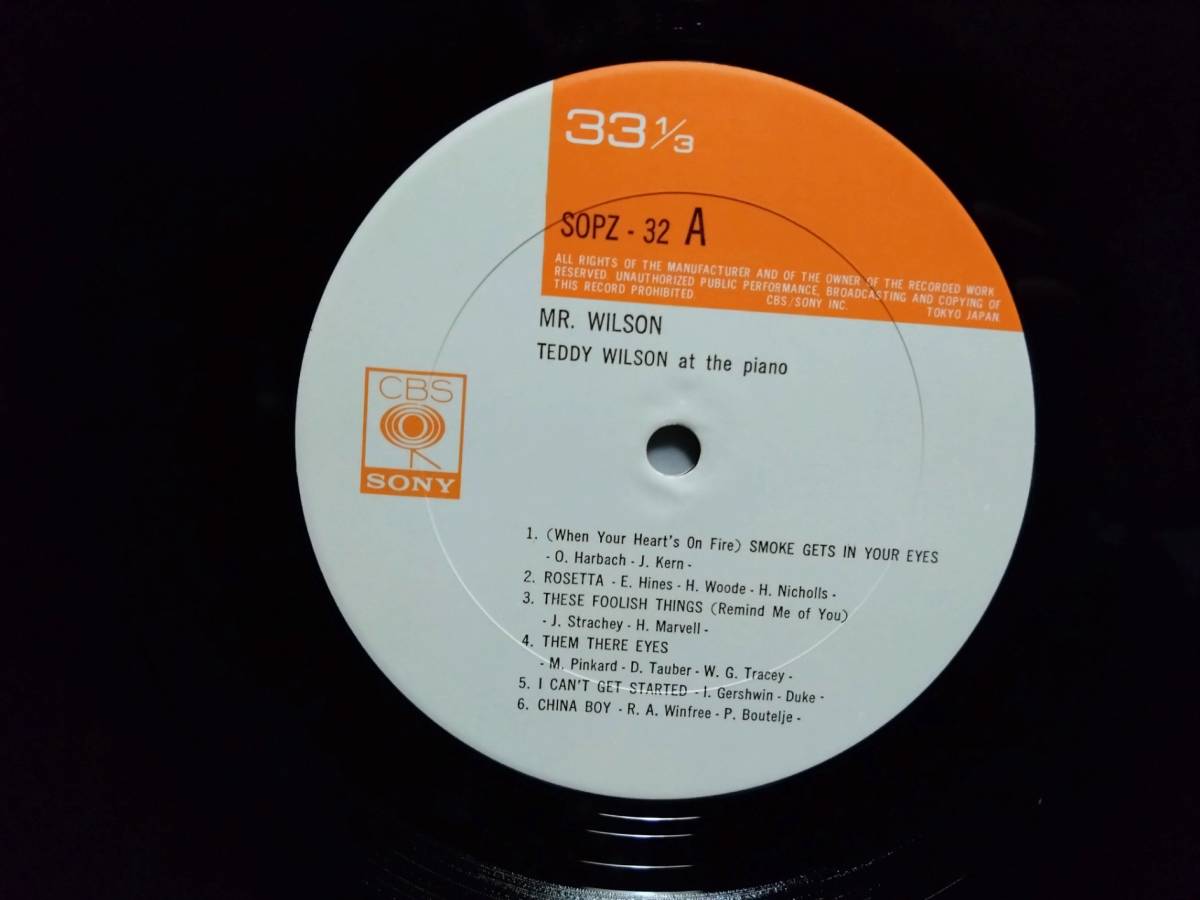 33 1/3
SOPZ - 32 A
ALL RIGHTS OF THE MANUFACTURER AND OF THE OWNER OF THE RECORDED WORK
RESERVED. UNAUTHORIZED PUBLIC PERFORMANCE, BROADCASTING AND COPYING OF
THIS RECORD PROHIBITED. CBS/SONY INC. TOKYO JAPAN.
MR. WILSON
TEDDY WILSON at the piano
CBS
SONY
1. (When Your Heart's On Fire) SMOKE GETS IN YOUR EYES
- O. Harbach - J. Kern -
2. ROSETTA - E. Hines - H. Woode - H. Nicholls -
3. THESE FOOLISH THINGS (Remind Me of You)
- J. Strachey - H. Marvell -
4. THEM THERE EYES
- M. Pinkard - D. Tauber - W. G. Tracey -
5. I CAN'T GET STARTED - I. Gershwin - Duke -
6. CHINA BOY - R. A. Winfree - P. Boutelje -